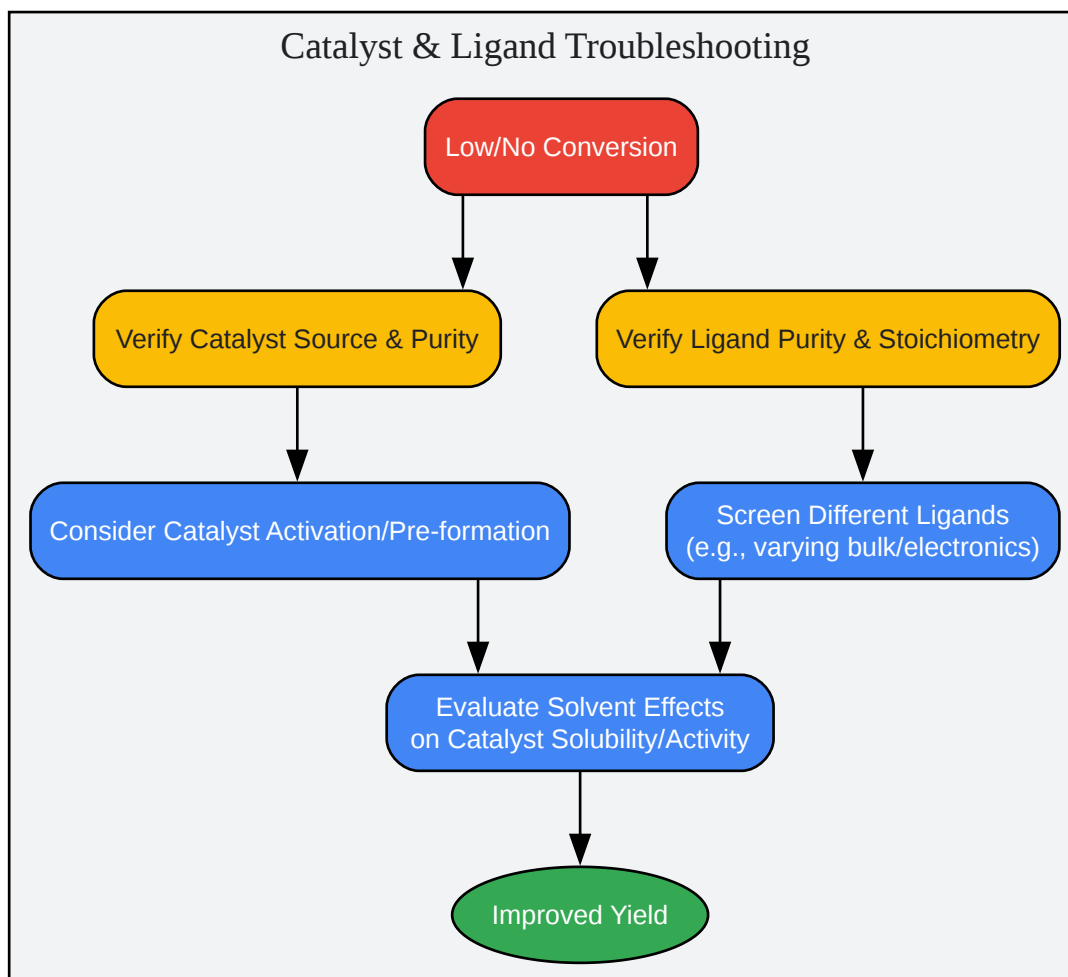 Catalyst & Ligand Troubleshooting
Low/No Conversion
Verify Catalyst Source & Purity
Verify Ligand Purity & Stoichiometry
Consider Catalyst Activation/Pre-formation
Screen Different Ligands
(e.g., varying bulk/electronics)
Evaluate Solvent Effects
on Catalyst Solubility/Activity
Improved Yield